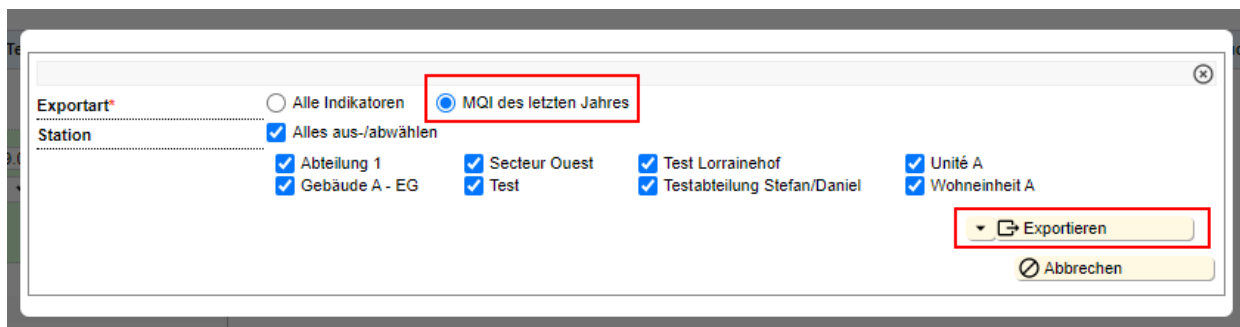 Te
Exportart* Alle Indikatoren MQI des letzten Jahres
Station Alles aus-/abwählen
Abteilung 1 Secteur Ouest Test Lorrainehof Unité A
Gebäude A - EG Test Testabteilung Stefan/Daniel Wohneinheit A
Exportieren
Abbrechen